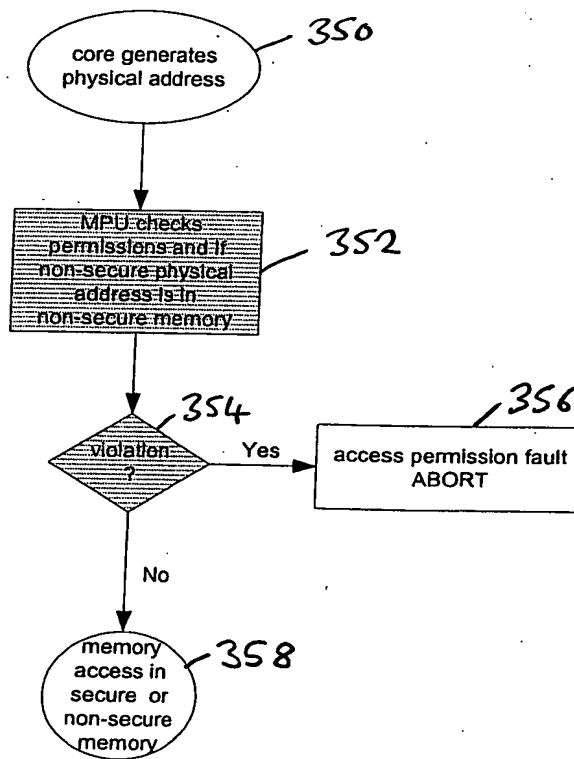 core generates
physical address
350
MPU checks
permissions and if
non-secure physical
address is in
non-secure memory
352
violation
?
354
Yes
access permission fault
ABORT
356
No
memory
access in
secure or
non-secure
memory
358